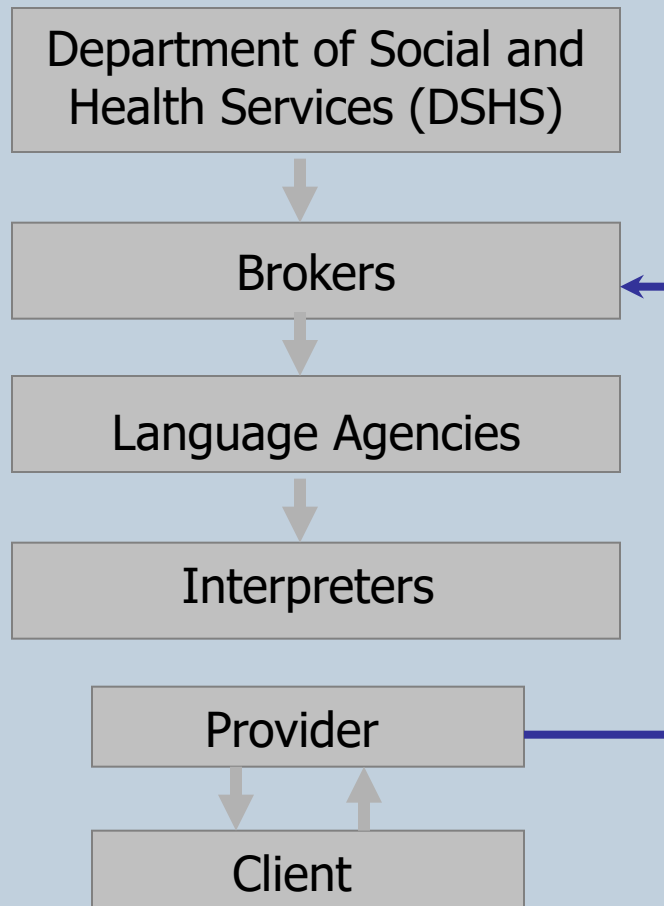 Department of Social and
Health Services (DSHS)
Brokers
Language Agencies
Interpreters
Provider
Client